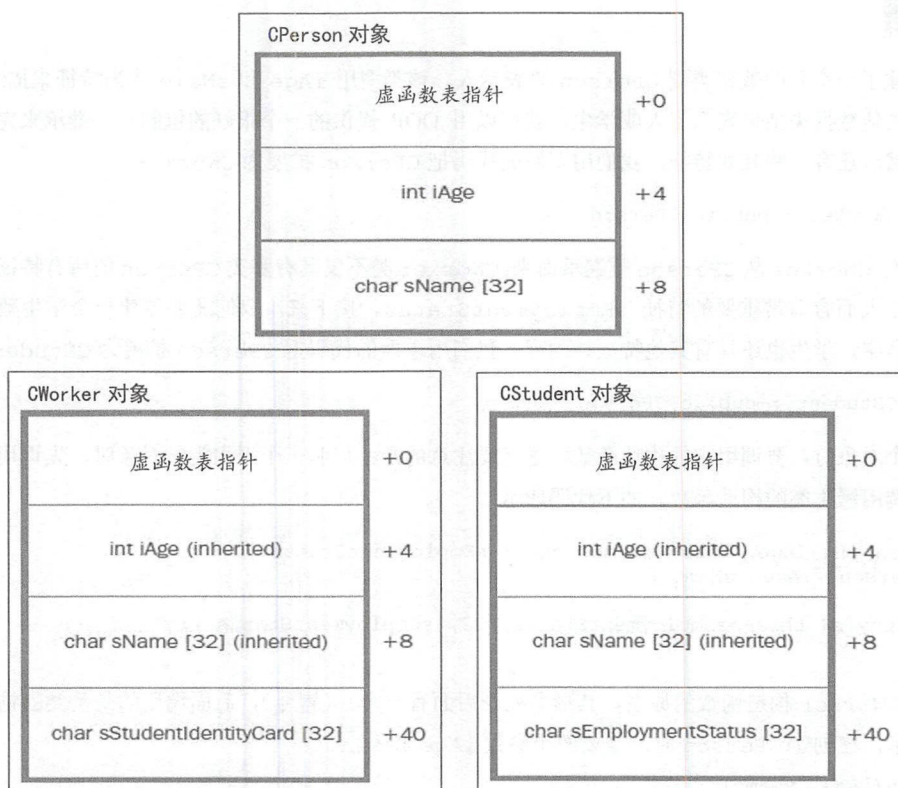 CPerson 对象
虚函数表指针
+0
int iAge
+4
char sName [32]
+8
CWorker 对象
虚函数表指针
+0
int iAge (inherited)
+4
char sName [32] (inherited)
+8
char sStudentIdentityCard [32]
+40
CStudent 对象
虚函数表指针
+0
int iAge (inherited)
+4
char sName [32] (inherited)
+8
char sEmploymentStatus [32]
+40